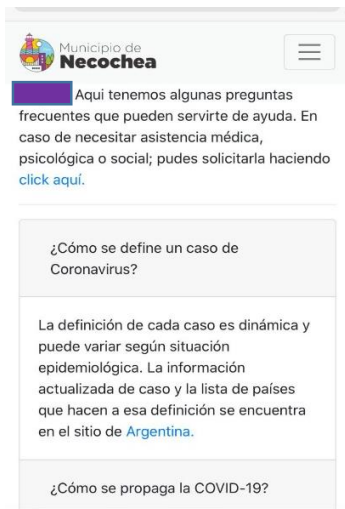 Municipio de
Necochea
Aqui tenemos algunas preguntas
frecuentes que pueden servirte de ayuda. En
caso de necesitar asistencia médica,
psicológica o social; pudes solicitarla haciendo
click aquí.
¿Cómo se define un caso de
Coronavirus?
La definición de cada caso es dinámica y
puede variar según situación
epidemiológica. La información
actualizada de caso y la lista de países
que hacen a esa definición se encuentra
en el sitio de Argentina.
¿Cómo se propaga la COVID-19?